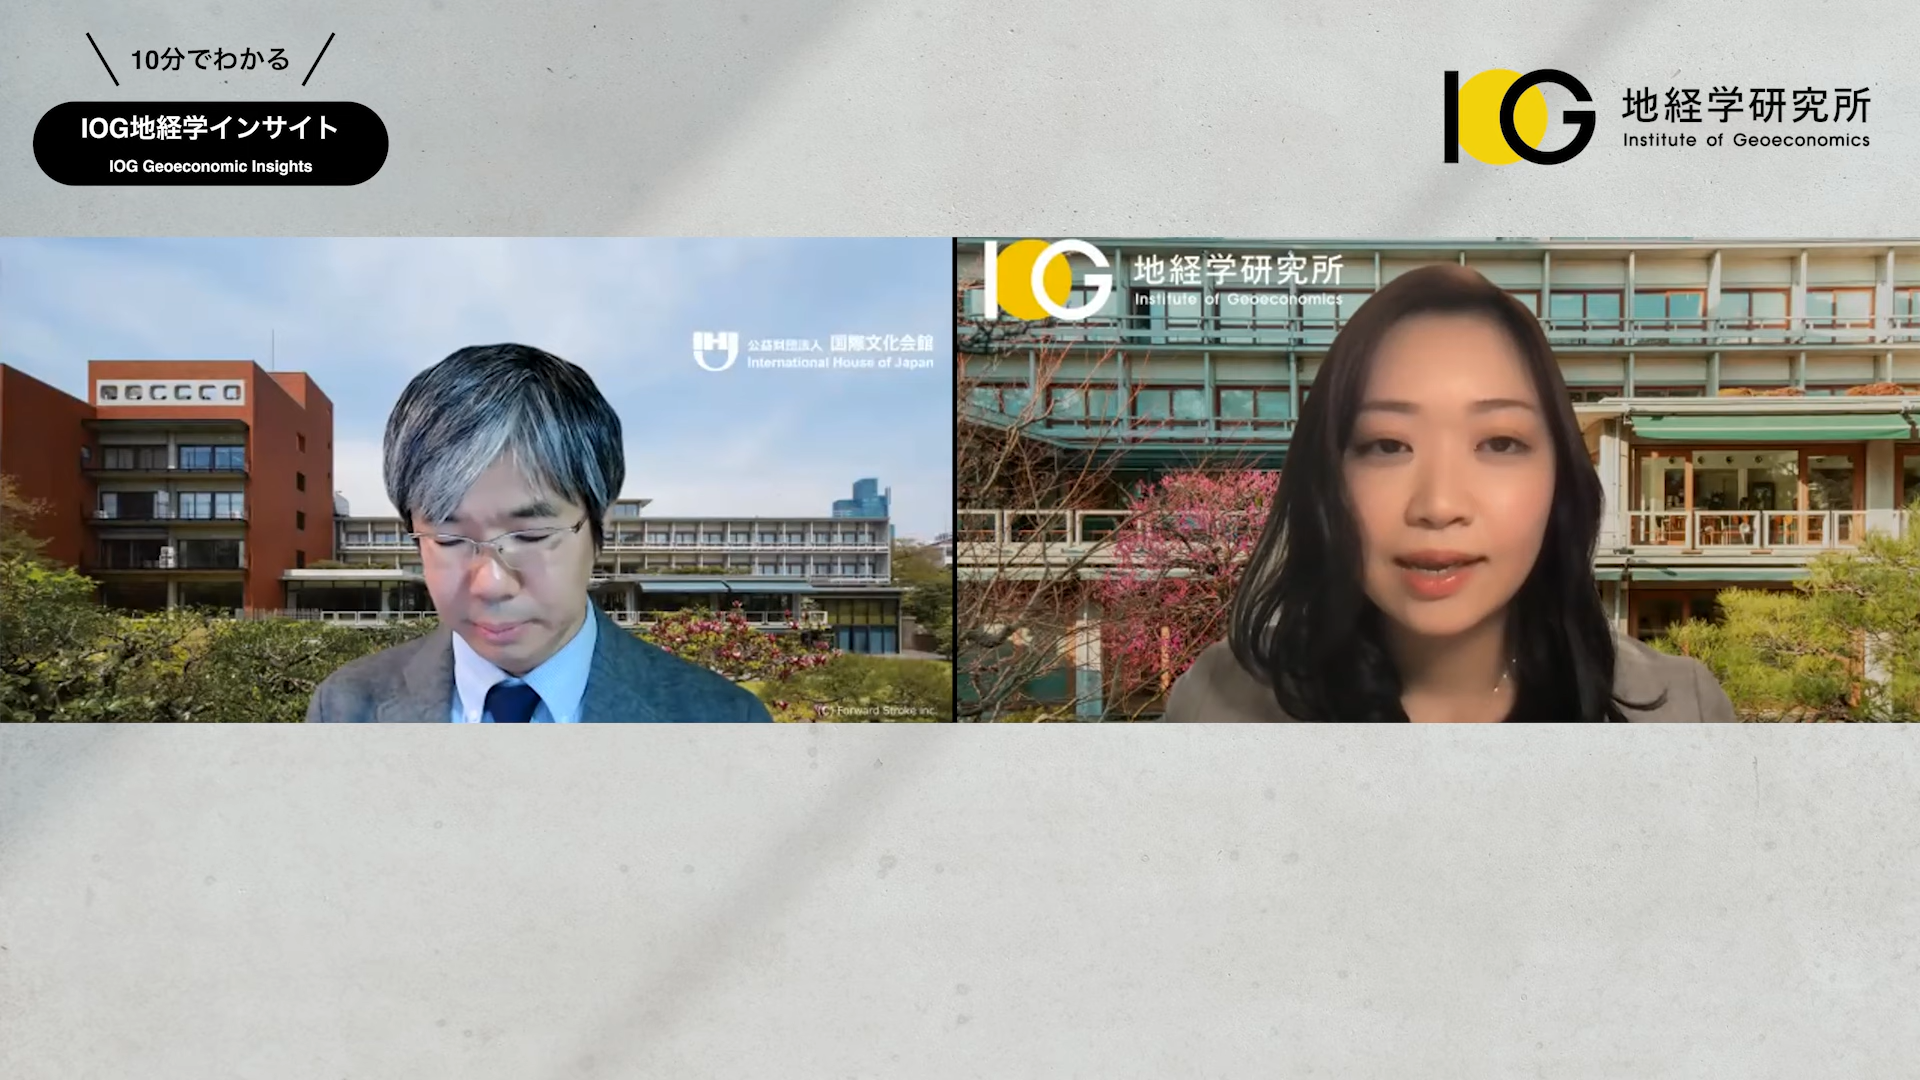 10分でわかる
IOG地経学インサイト
IOG Geoeconomic Insights
IOG
地経学研究所
Institute of Geoeconomics
IHJ
公益財団法人 国際文化会館
International House of Japan
(C) Forward Stroke inc.
IOG
地経学研究所
Institute of Geoeconomics